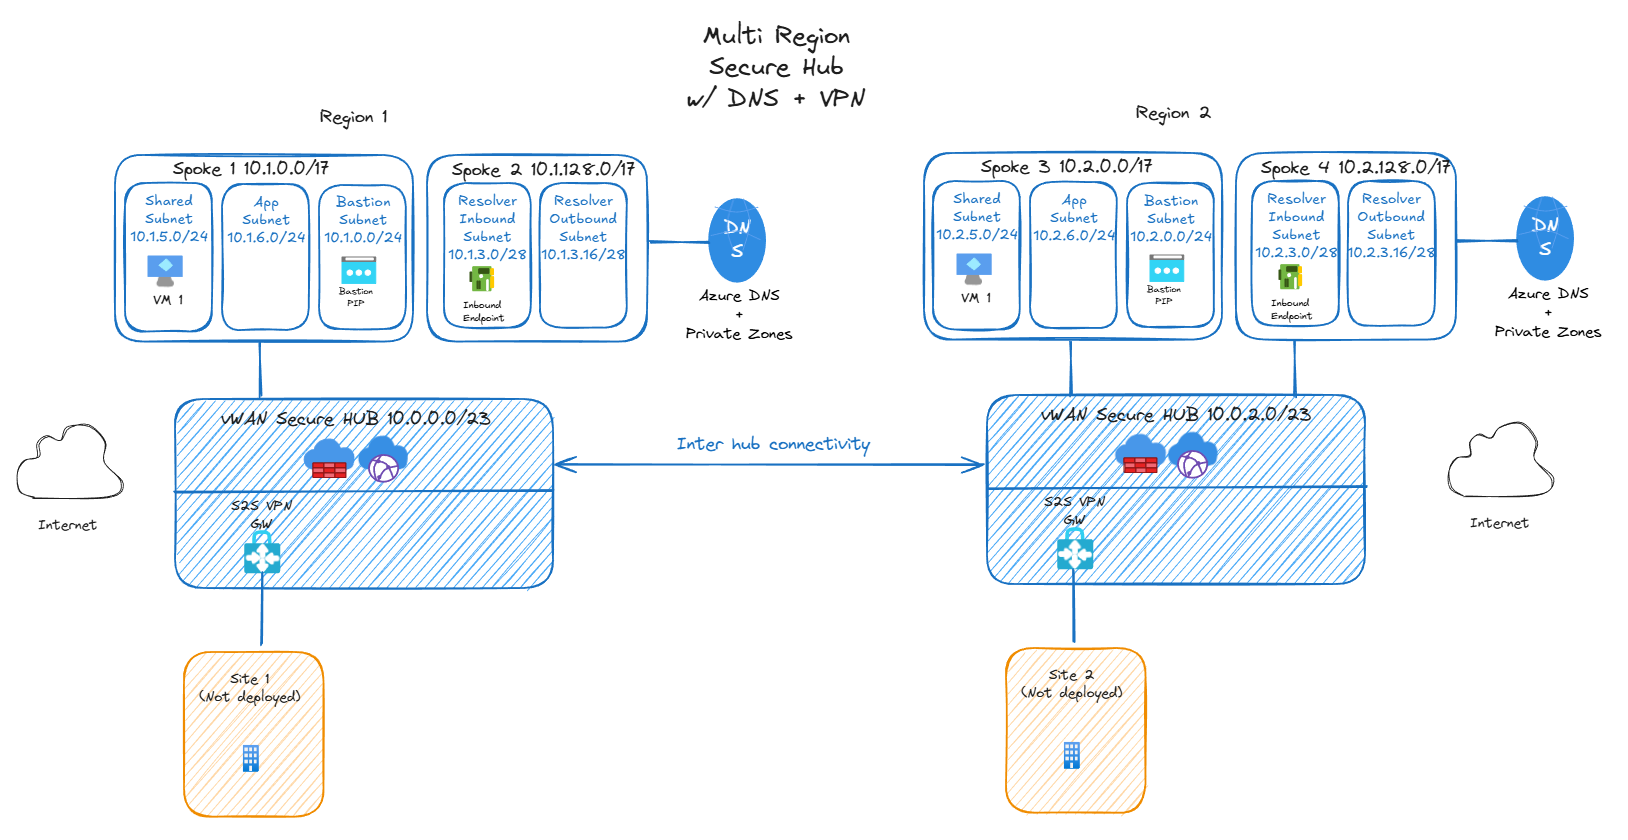 Multi Region
Secure Hub
w/ DNS + VPN
Region 1
Spoke 1 10.1.0.0/17
Shared
Subnet
10.1.5.0/24
VM 1
App
Subnet
10.1.6.0/24
Bastion
Subnet
10.1.0.0/24
Bastion
PIP
Spoke 2 10.1.128.0/17
Resolver
Inbound
Subnet
10.1.3.0/28
Inbound
Endpoint
Resolver
Outbound
Subnet
10.1.3.16/28
DN
S
Azure DNS
+
Private Zones
Region 2
Spoke 3 10.2.0.0/17
Shared
Subnet
10.2.5.0/24
VM 1
App
Subnet
10.2.6.0/24
Bastion
Subnet
10.2.0.0/24
Bastion
PIP
Spoke 4 10.2.128.0/17
Resolver
Inbound
Subnet
10.2.3.0/28
Inbound
Endpoint
Resolver
Outbound
Subnet
10.2.3.16/28
DN
S
Azure DNS
+
Private Zones
Internet
vWAN Secure HUB 10.0.0.0/23
S2S VPN
GW
Inter hub connectivity
vWAN Secure HUB 10.0.2.0/23
S2S VPN
GW
Internet
Site 1
(Not deployed)
Site 2
(Not deployed)